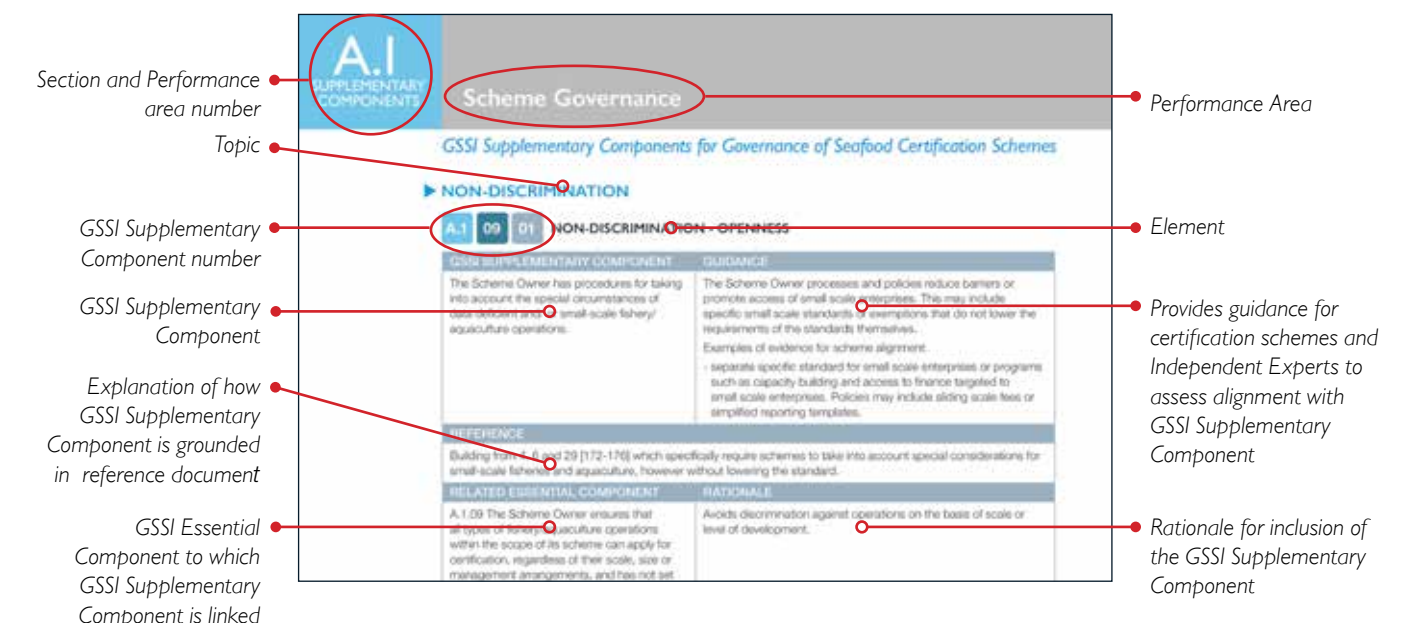 Section and Performance
area number
Topic
GSSI Supplementary
Component number
GSSI Supplementary
Component
Explanation of how
GSSI Supplementary
Component is grounded
in reference document
GSSI Essential
Component to which
GSSI Supplementary
Component is linked
A.I
SUPPLEMENTARY
COMPONENTS
Scheme Governance
GSSI Supplementary Components for Governance of Seafood Certification Schemes
NON-DISCRIMINATION
A.1 09 01 NON-DISCRIMINATION - OPENNESS
GSSI SUPPLEMENTARY COMPONENT
The Scheme Owner has procedures for taking
into account the special circumstances of
data deficient and/or small-scale fishery/
aquaculture operations.
GUIDANCE
The Scheme Owner processes and policies reduce barriers or
promote access of small scale enterprises. This may include
specific small scale standards or exemptions that do not lower the
requirements of the standards themselves.
Examples of evidence for scheme alignment
- separate specific standard for small scale enterprises or programs
such as capacity building and access to finance targeted to
small scale enterprises. Policies may include sliding scale fees or
simplified reporting templates.
REFERENCE
Building from 6 and 29 [172-176] which specifically require schemes to take into account special considerations for
small-scale fisheries and aquaculture, however without lowering the standard.
RELATED ESSENTIAL COMPONENT
A.1.09 The Scheme Owner ensures that
all types of fishery/aquaculture operations
within the scope of its scheme can apply for
certification, regardless of their scale, size or
management arrangements, and has not set
RATIONALE
Avoids discrimination against operations on the basis of scale or
level of development.
Performance Area
Element
Provides guidance for
certification schemes and
Independent Experts to
assess alignment with
GSSI Supplementary
Component
Rationale for inclusion of
the GSSI Supplementary
Component